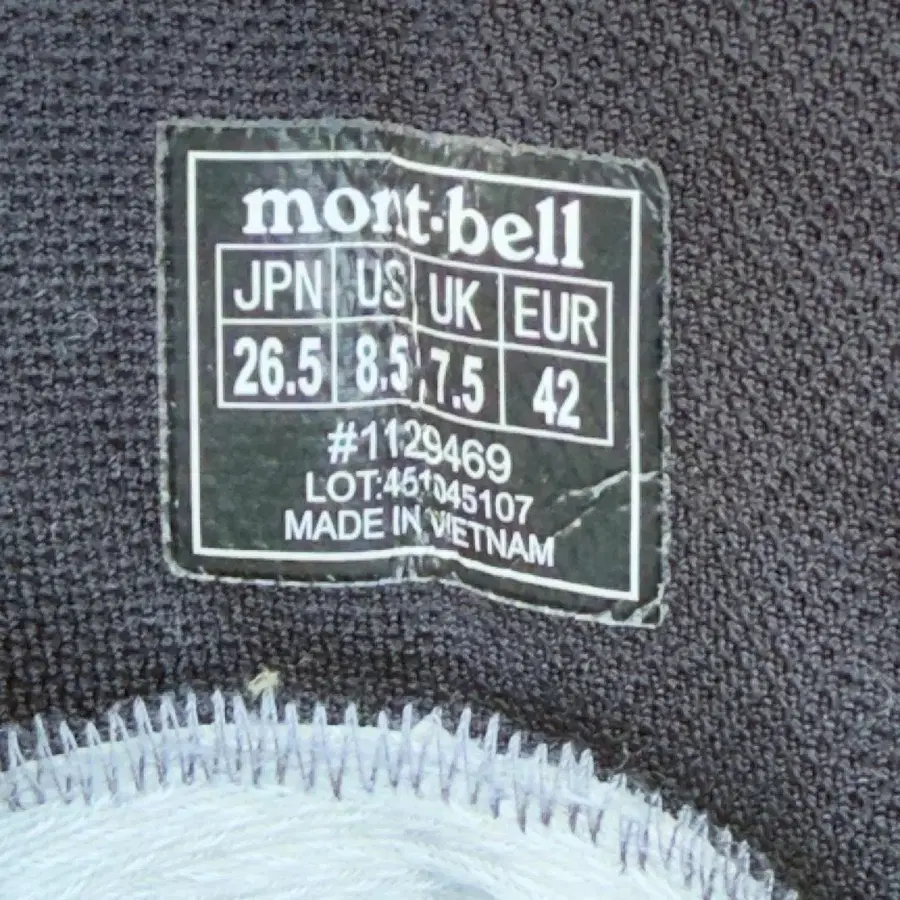 mont·bell
JPN US UK EUR
26.5 8.5 7.5 42
#1129469
LOT:451045107
MADE IN VIETNAM